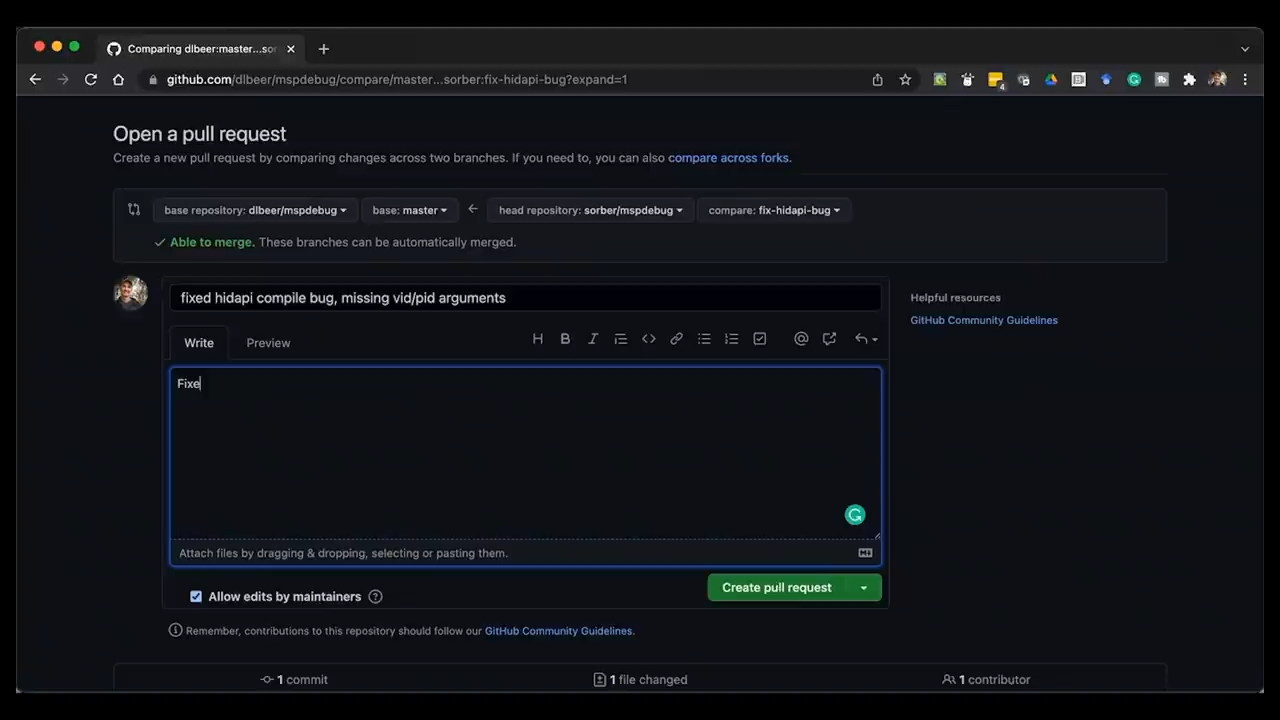 Comparing dlbeer:master...sor
github.com/dlbeer/mspdebug/compare/master...sorber:fix-hidapi-bug?expand=1
4
Open a pull request
Create a new pull request by comparing changes across two branches. If you need to, you can also compare across forks.
base repository: dlbeer/mspdebug base: master head repository: sorber/mspdebug compare: fix-hidapi-bug
Able to merge. These branches can be automatically merged.
fixed hidapi compile bug, missing vid/pid arguments
Helpful resources
GitHub Community Guidelines
Write Preview H B I
Fixe
Attach files by dragging & dropping, selecting or pasting them.
Create pull request
Allow edits by maintainers
Remember, contributions to this repository should follow our GitHub Community Guidelines.
1 commit 1 file changed 1 contributor